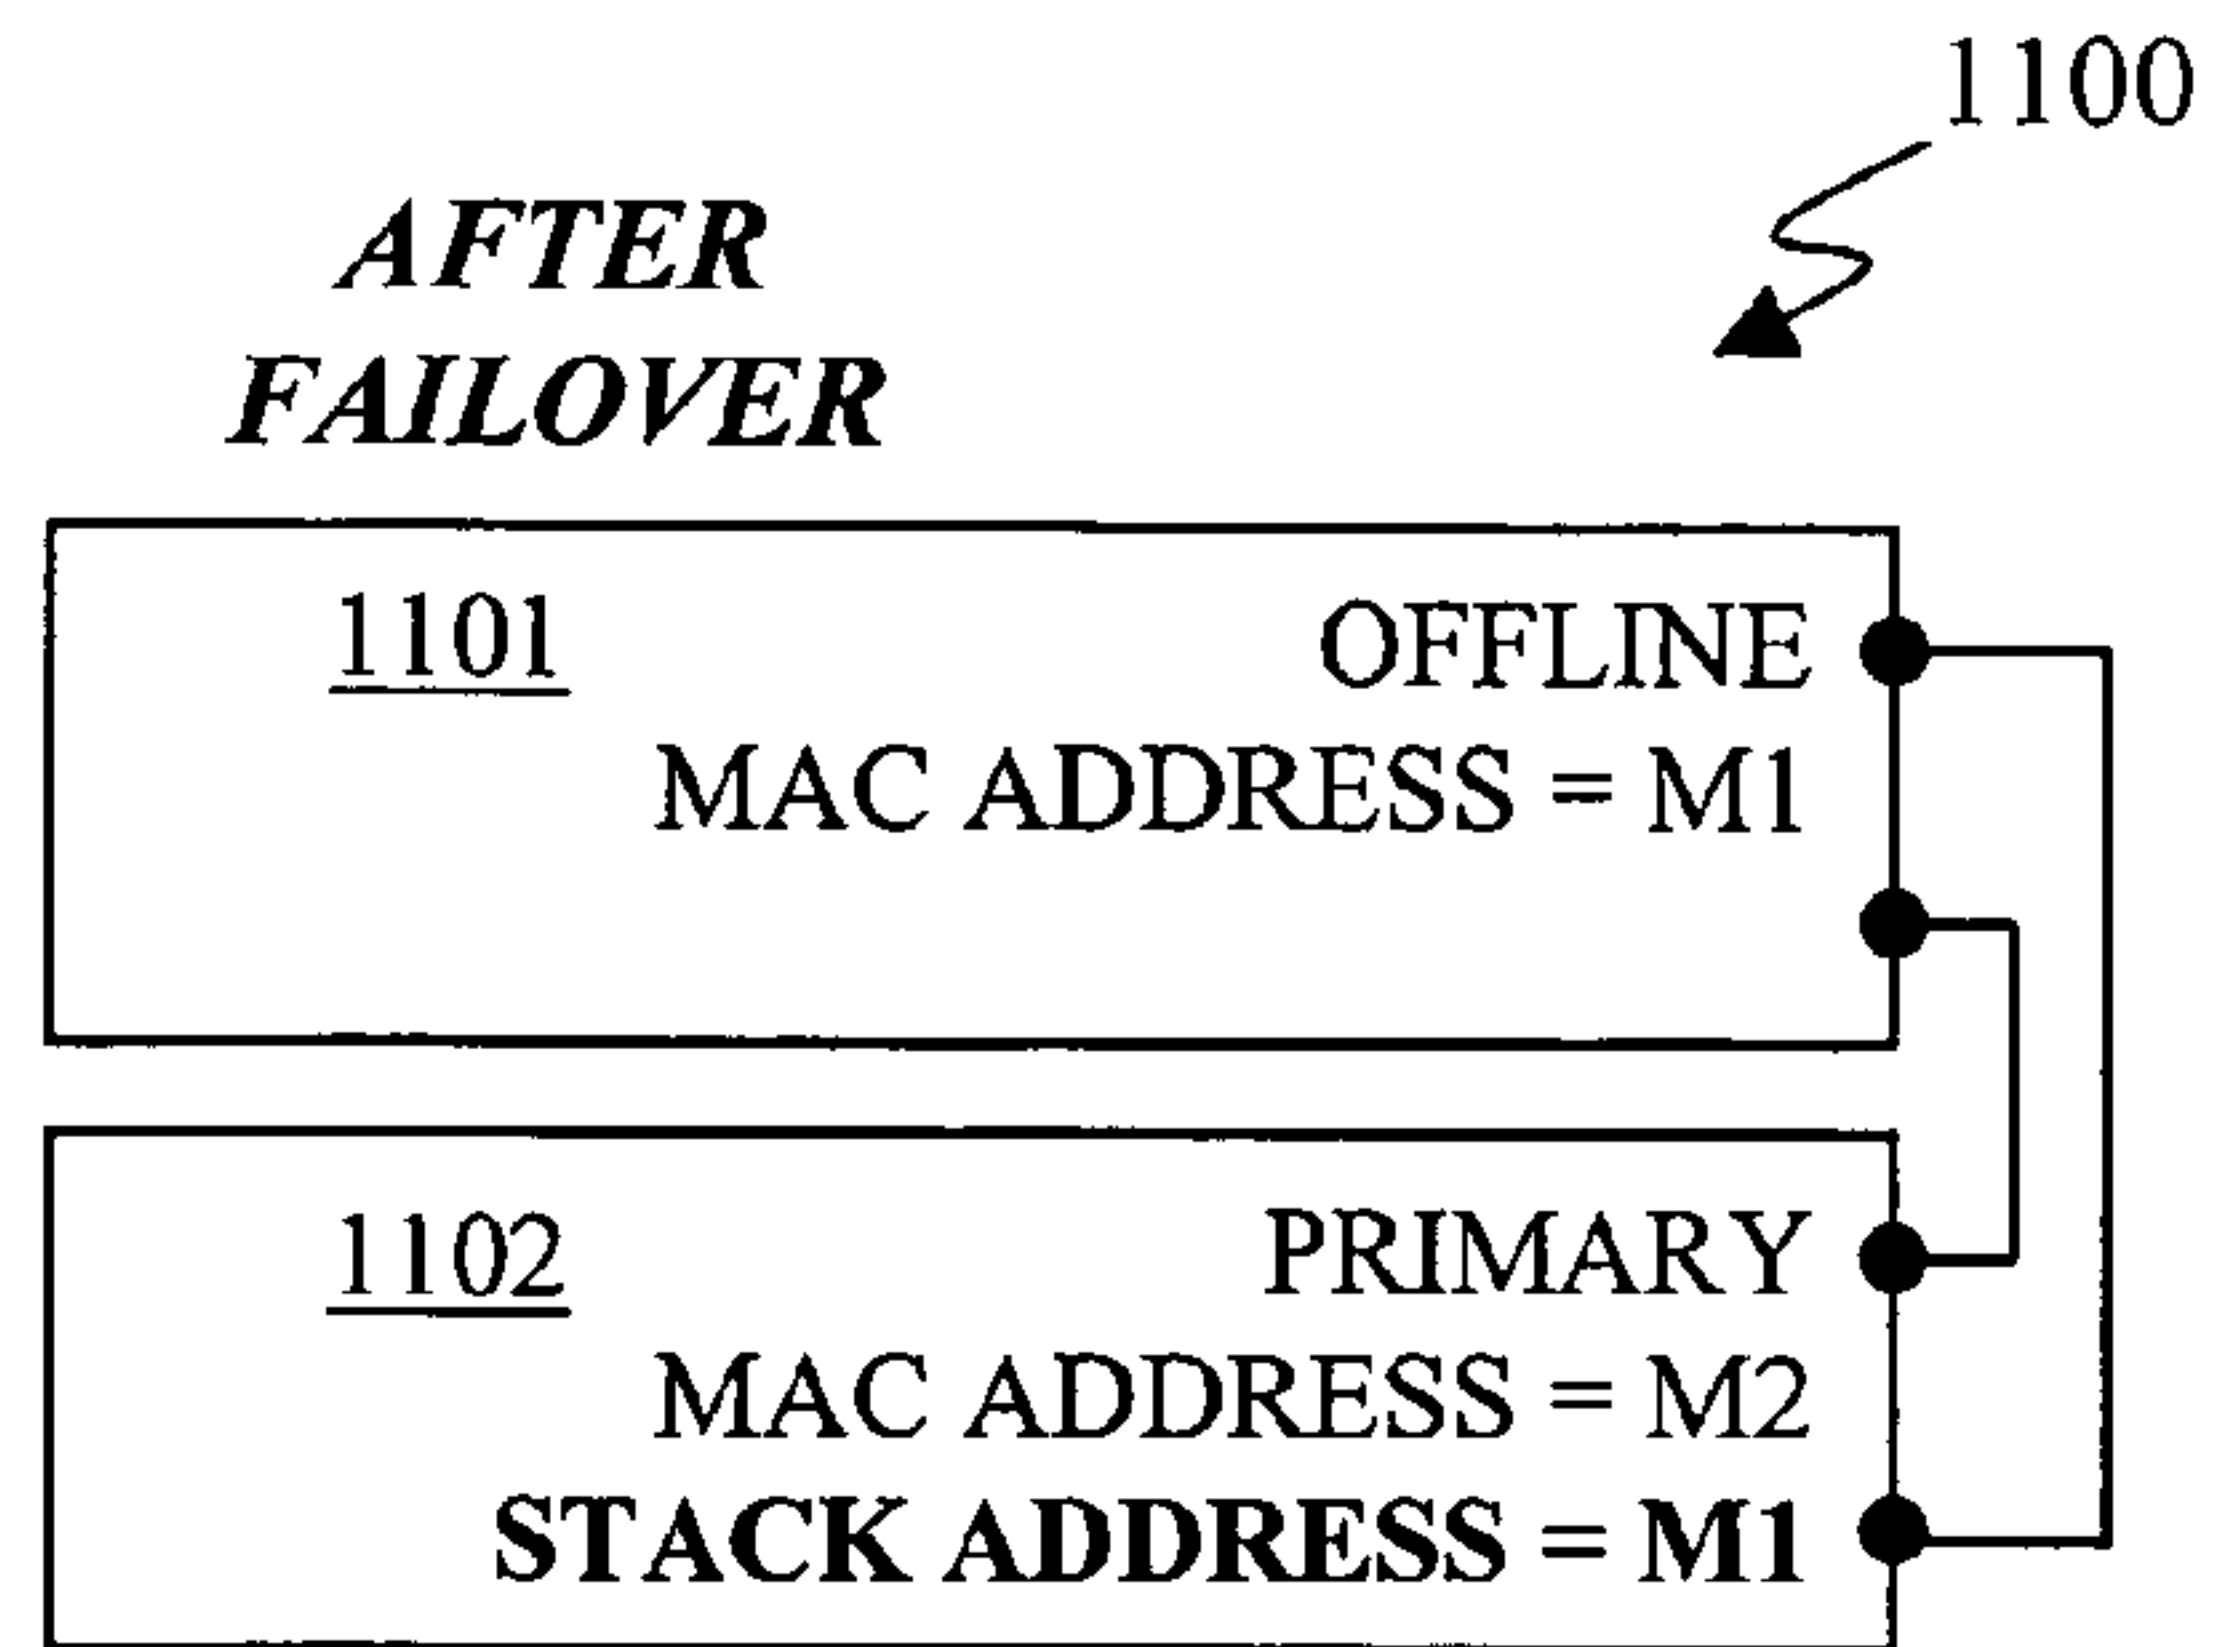 1100
AFTER
FAILOVER
1101 OFFLINE
MAC ADDRESS = M1
1102 PRIMARY
MAC ADDRESS = M2
STACK ADDRESS = M1